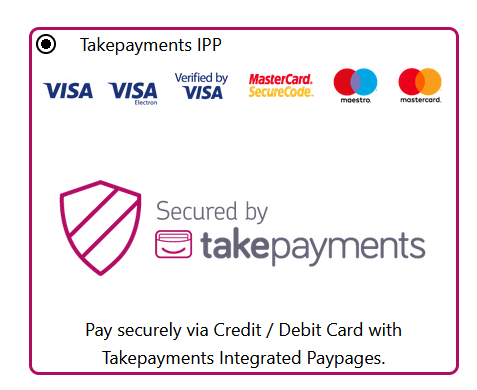 Takepayments IPP
VISA VISA Electron Verified by VISA MasterCard. SecureCode. maestro. mastercard.
Secured by
takepayments
Pay securely via Credit / Debit Card with
Takepayments Integrated Paypages.